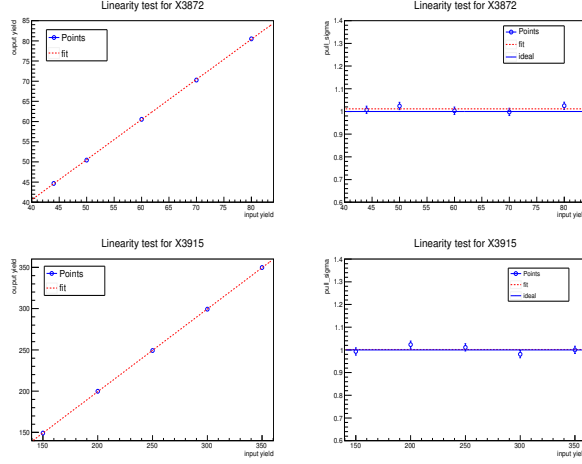 Linearity test for X3872
ouput yield
85
80
75
70
65
60
55
50
45
40
Points
fit
40 45 50 55 60 65 70 75 80
input yield
Linearity test for X3872
pull_sigma
1.4
1.3
1.2
1.1
1
0.9
0.8
0.7
0.6
Points
fit
ideal
40 45 50 55 60 65 70 75 80
input yield
Linearity test for X3915
ouput yield
350
300
250
200
150
Points
fit
150 200 250 300 350
input yield
Linearity test for X3915
pull_sigma
1.4
1.3
1.2
1.1
1
0.9
0.8
0.7
0.6
Points
fit
ideal
150 200 250 300 350
input yield